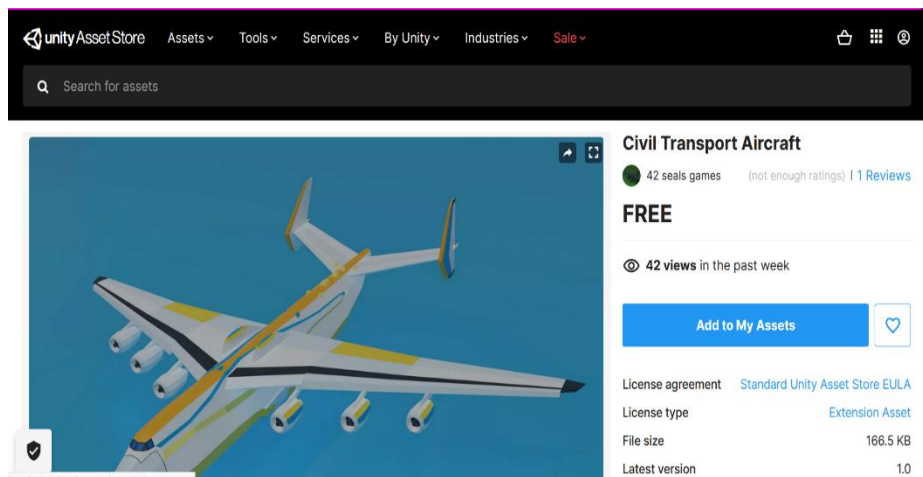 unity Asset Store Assets Tools Services By Unity Industries Sale
Search for assets
Civil Transport Aircraft
42 seals games (not enough ratings) | 1 Reviews
FREE
42 views in the past week
Add to My Assets
License agreement Standard Unity Asset Store EULA
License type Extension Asset
File size 166.5 KB
Latest version 1.0